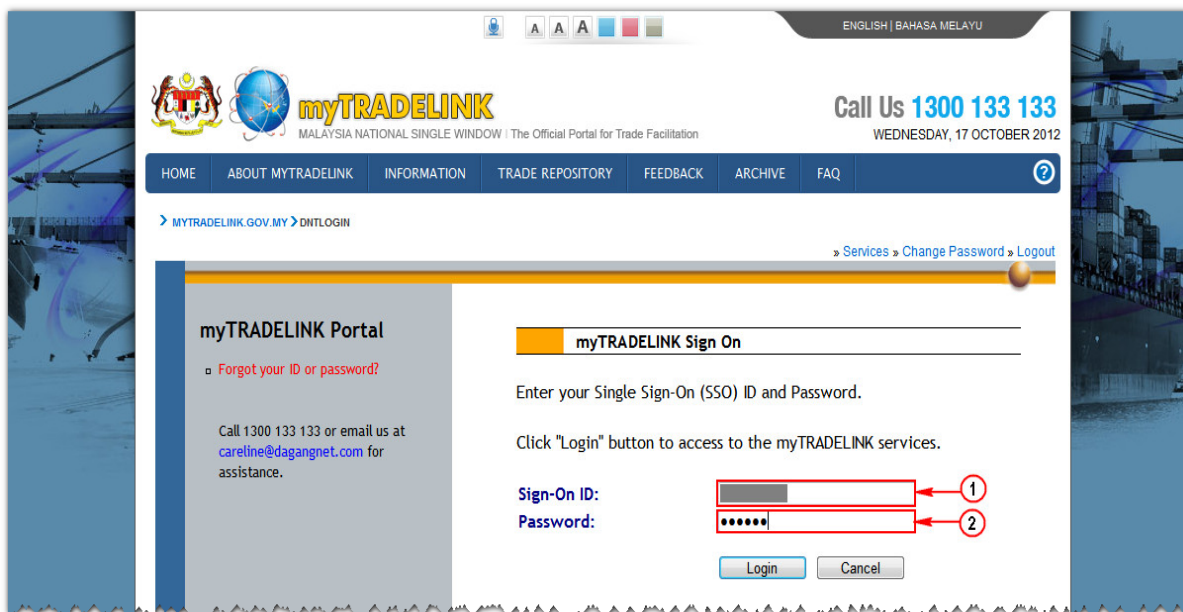 A A A
ENGLISH | BAHASA MELAYU
myTRADELINK
MALAYSIA NATIONAL SINGLE WINDOW | The Official Portal for Trade Facilitation
Call Us 1300 133 133
WEDNESDAY, 17 OCTOBER 2012
HOME ABOUT MYTRADELINK INFORMATION TRADE REPOSITORY FEEDBACK ARCHIVE FAQ ?
> MYTRADELINK.GOV.MY > DNTLOGIN
» Services » Change Password » Logout
myTRADELINK Portal
Forgot your ID or password?
Call 1300 133 133 or email us at
careline@dagangnet.com for
assistance.
myTRADELINK Sign On
Enter your Single Sign-On (SSO) ID and Password.
Click "Login" button to access to the myTRADELINK services.
Sign-On ID: 1
Password: •••••• 2
Login Cancel